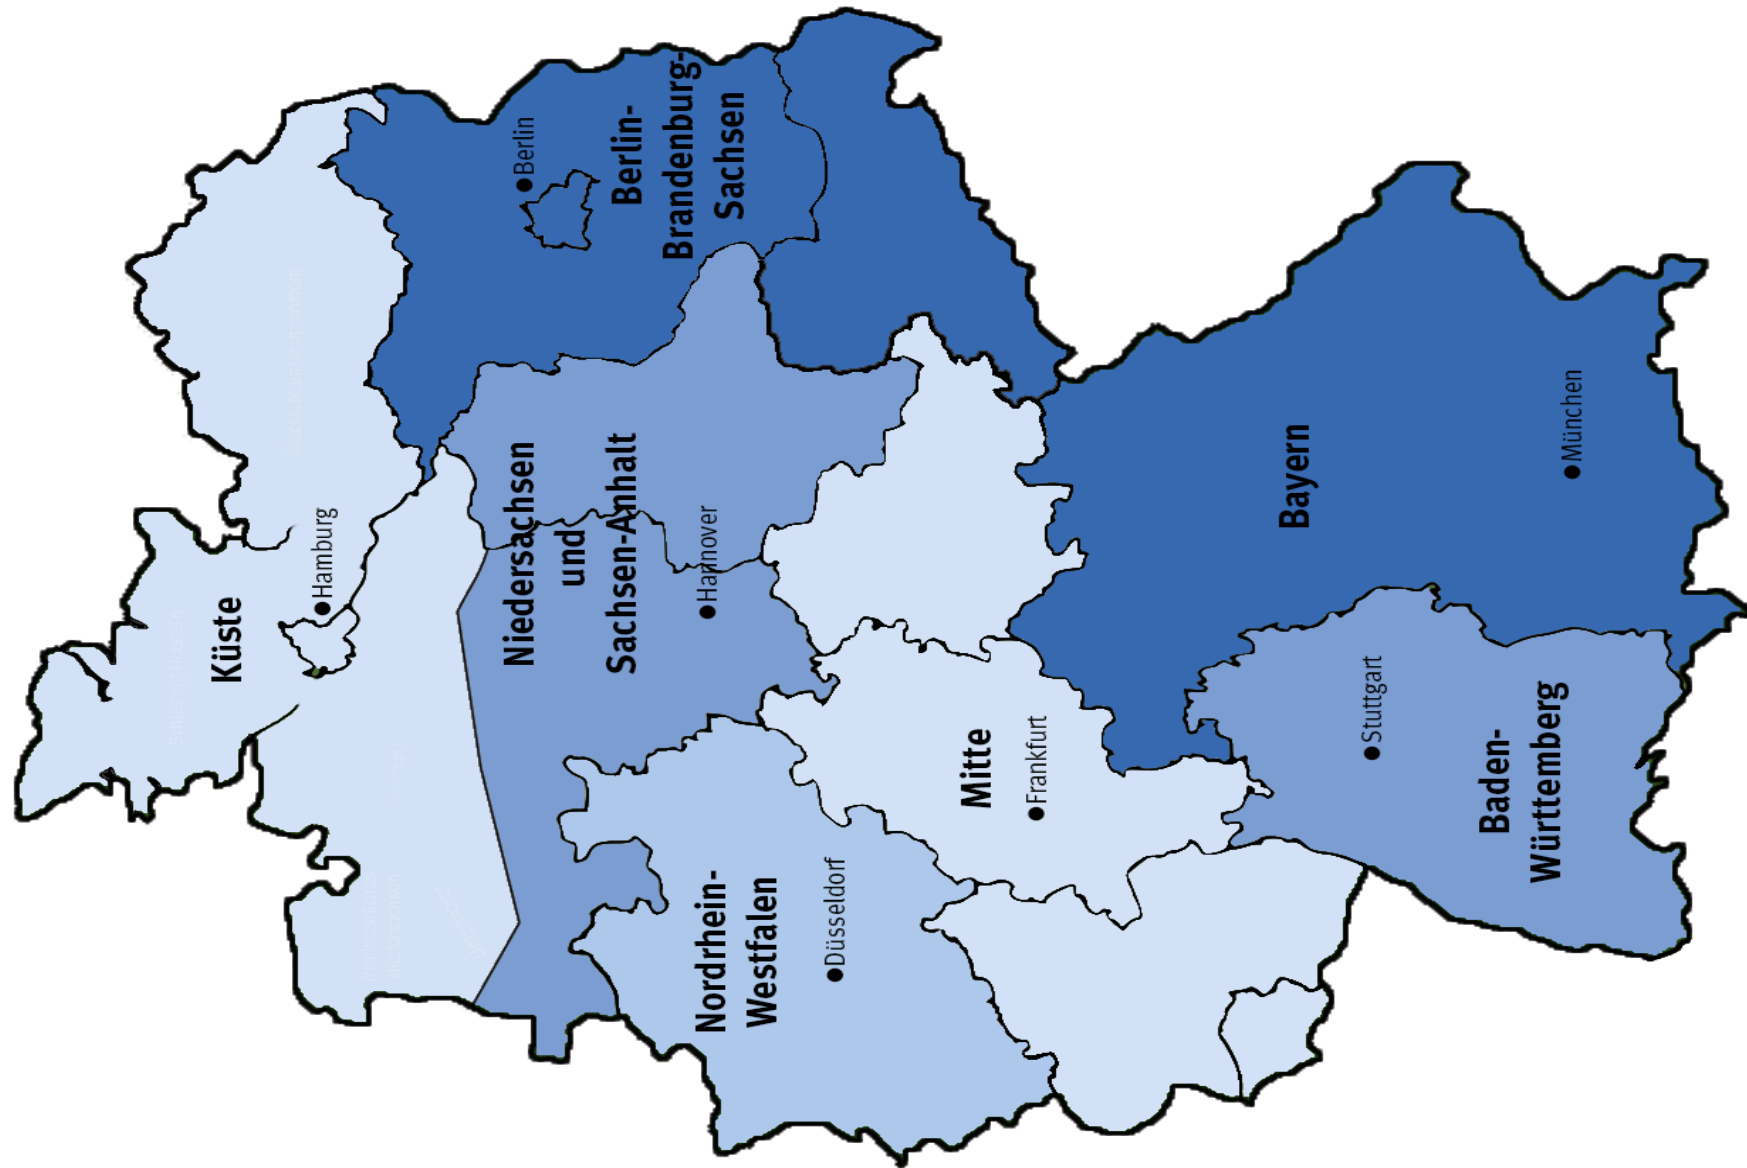 Küste
Hamburg
Berlin
Berlin-
Brandenburg-
Sachsen
Niedersachsen
und
Sachsen-Anhalt
Hannover
Nordrhein-
Westfalen
Düsseldorf
Mitte
Frankfurt
Bayern
München
Stuttgart
Baden-
Württemberg